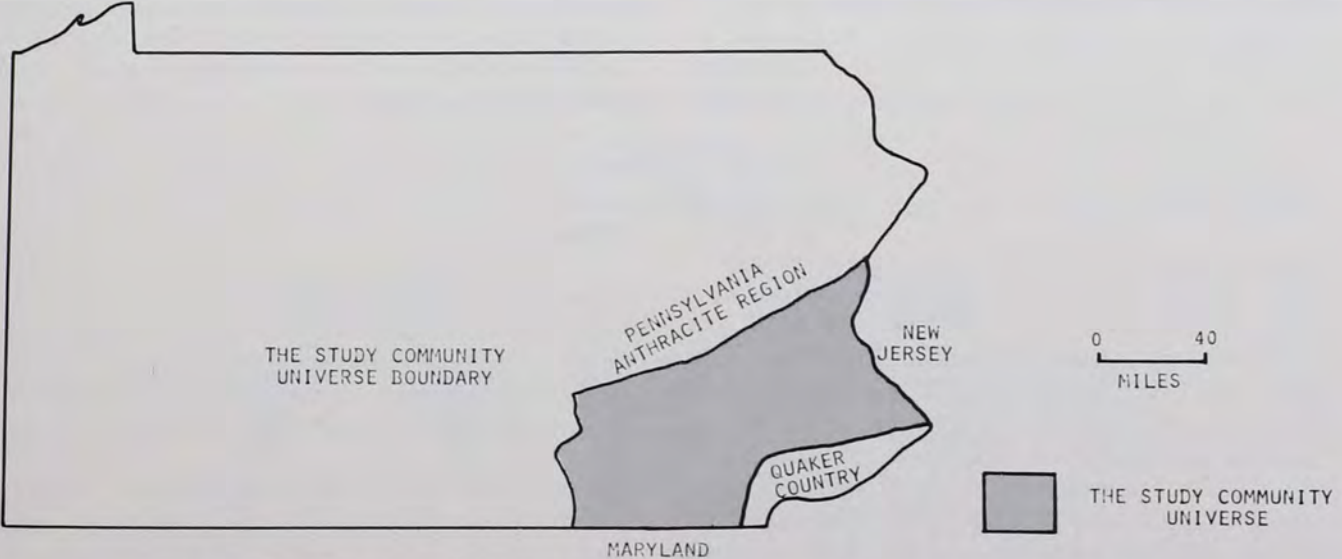 PENNSYLVANIA
ANTHRACITE REGION
THE STUDY COMMUNITY
UNIVERSE BOUNDARY
NEW
JERSEY
0 40
MILES
QUAKER
COUNTRY
THE STUDY COMMUNITY
UNIVERSE
MARYLAND